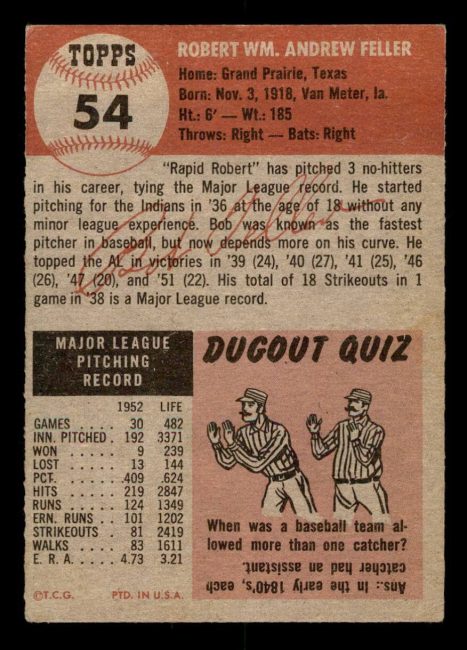 TOPPS
54
ROBERT WM. ANDREW FELLER
Home: Grand Prairie, Texas
Born: Nov. 3, 1918, Van Meter, Ia.
Ht.: 6' — Wt.: 185
Throws: Right — Bats: Right
"Rapid Robert" has pitched 3 no-hitters
in his career, tying the Major League record. He started
pitching for the Indians in '36 at the age of 18 without any
minor league experience. Bob was known as the fastest
pitcher in baseball, but now depends more on his curve. He
topped the AL in victories in '39 (24), '40 (27), '41 (25), '46
(26), '47 (20), and '51 (22). His total of 18 Strikeouts in 1
game in '38 is a Major League record.
Bob Feller
MAJOR LEAGUE
PITCHING
RECORD
1952 LIFE
GAMES . . . . 30 482
INN. PITCHED . 192 3371
WON . . . . . 9 239
LOST . . . . . 13 144
PCT. . . . . . .409 .624
HITS . . . . . 219 2847
RUNS . . . . 124 1349
ERN. RUNS . . 101 1202
STRIKEOUTS . . 81 2419
WALKS . . . . 83 1611
E. R. A. . . . . 4.73 3.21
©T.C.G. PTD. IN U.S.A.
DUGOUT QUIZ
When was a baseball team al-
lowed more than one catcher?
Ans.: In the early 1840's, each
catcher had an assistant.